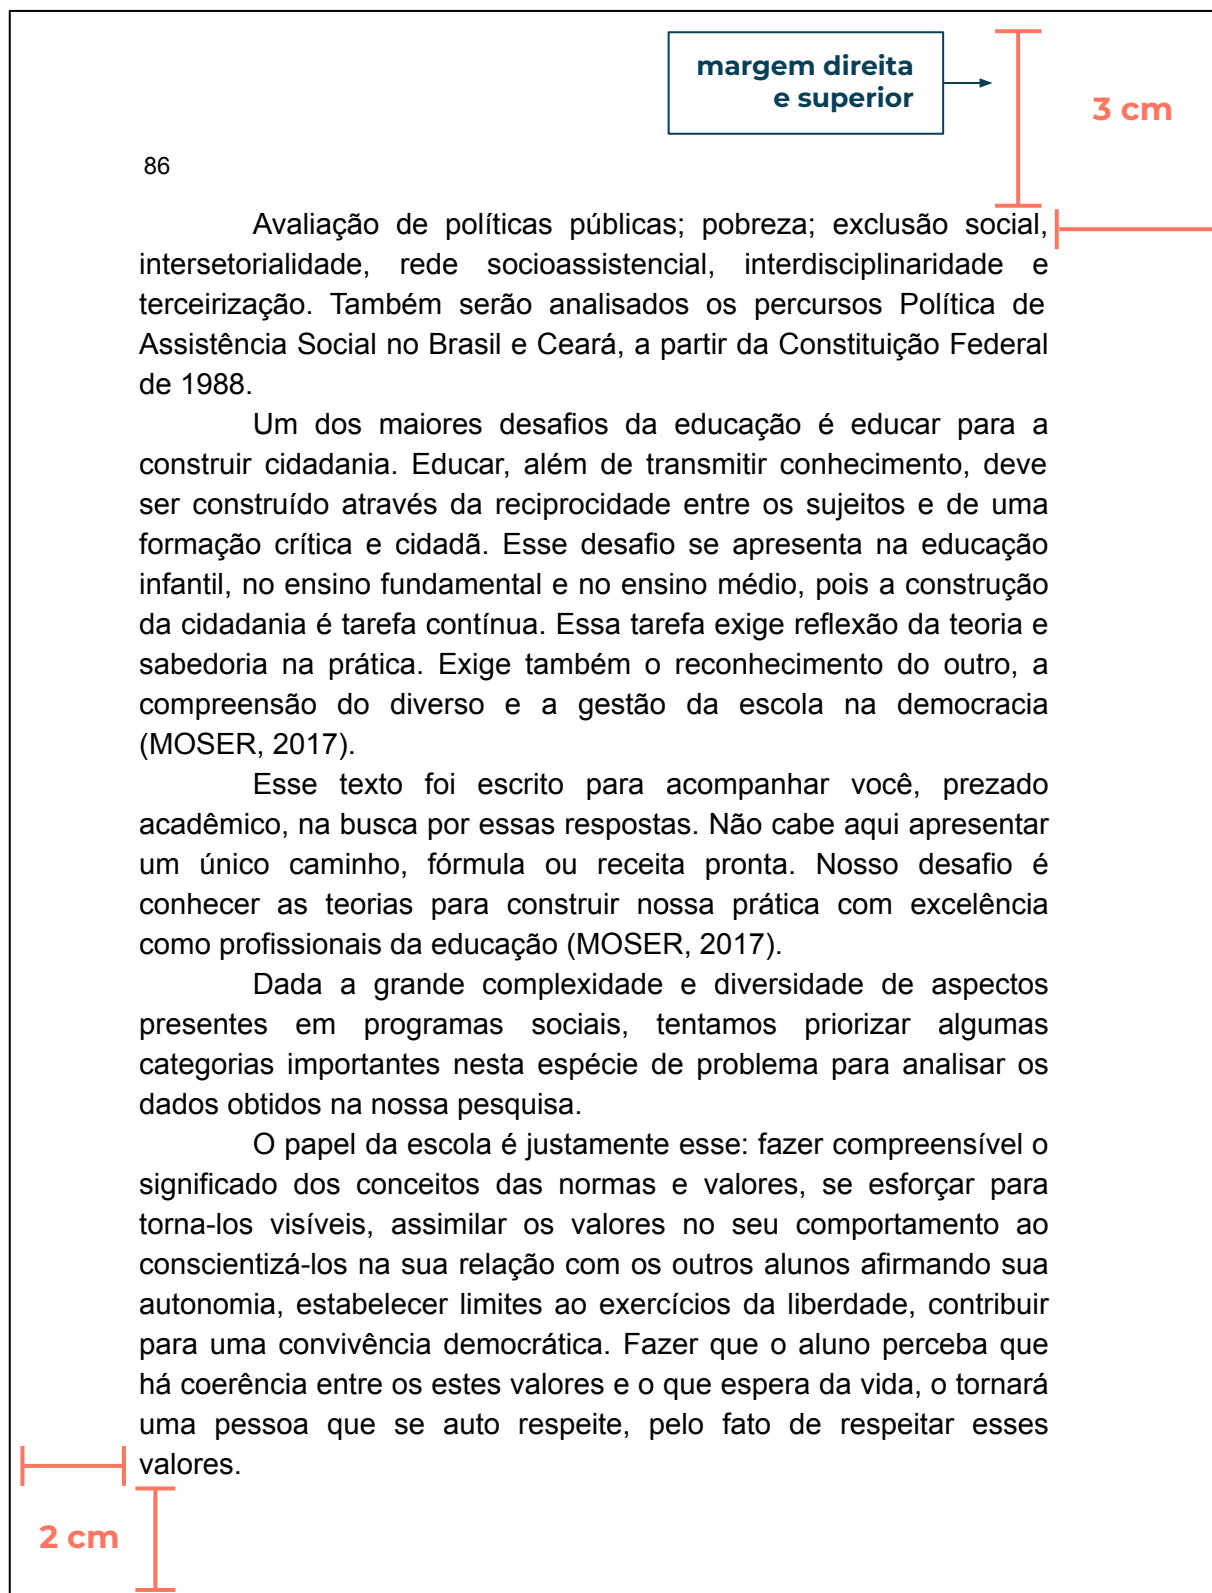 margem direita
e superior
3 cm
86
Avaliação de políticas públicas; pobreza; exclusão social,
intersetorialidade, rede socioassistencial, interdisciplinaridade e
terceirização. Também serão analisados os percursos Política de
Assistência Social no Brasil e Ceará, a partir da Constituição Federal
de 1988.
Um dos maiores desafios da educação é educar para a
construir cidadania. Educar, além de transmitir conhecimento, deve
ser construído através da reciprocidade entre os sujeitos e de uma
formação crítica e cidadã. Esse desafio se apresenta na educação
infantil, no ensino fundamental e no ensino médio, pois a construção
da cidadania é tarefa contínua. Essa tarefa exige reflexão da teoria e
sabedoria na prática. Exige também o reconhecimento do outro, a
compreensão do diverso e a gestão da escola na democracia
(MOSER, 2017).
Esse texto foi escrito para acompanhar você, prezado
acadêmico, na busca por essas respostas. Não cabe aqui apresentar
um único caminho, fórmula ou receita pronta. Nosso desafio é
conhecer as teorias para construir nossa prática com excelência
como profissionais da educação (MOSER, 2017).
Dada a grande complexidade e diversidade de aspectos
presentes em programas sociais, tentamos priorizar algumas
categorias importantes nesta espécie de problema para analisar os
dados obtidos na nossa pesquisa.
O papel da escola é justamente esse: fazer compreensível o
significado dos conceitos das normas e valores, se esforçar para
torna-los visíveis, assimilar os valores no seu comportamento ao
conscientizá-los na sua relação com os outros alunos afirmando sua
autonomia, estabelecer limites ao exercícios da liberdade, contribuir
para uma convivência democrática. Fazer que o aluno perceba que
há coerência entre os estes valores e o que espera da vida, o tornará
uma pessoa que se auto respeite, pelo fato de respeitar esses
valores.
2 cm